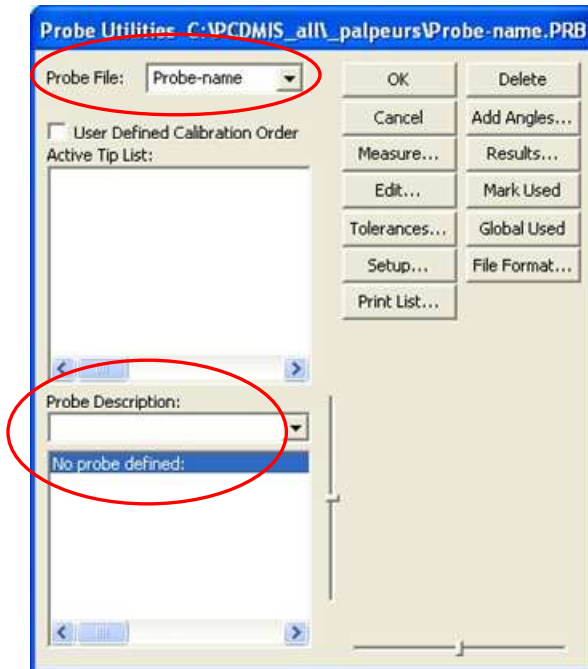 Probe Utilities C:\PCDMIS_all\_palpeurs\Probe-name.PRB
Probe File: Probe-name
User Defined Calibration Order
Active Tip List:
Probe Description:
No probe defined:
OK Delete
Cancel Add Angles...
Measure... Results...
Edit... Mark Used
Tolerances... Global Used
Setup... File Format...
Print List...